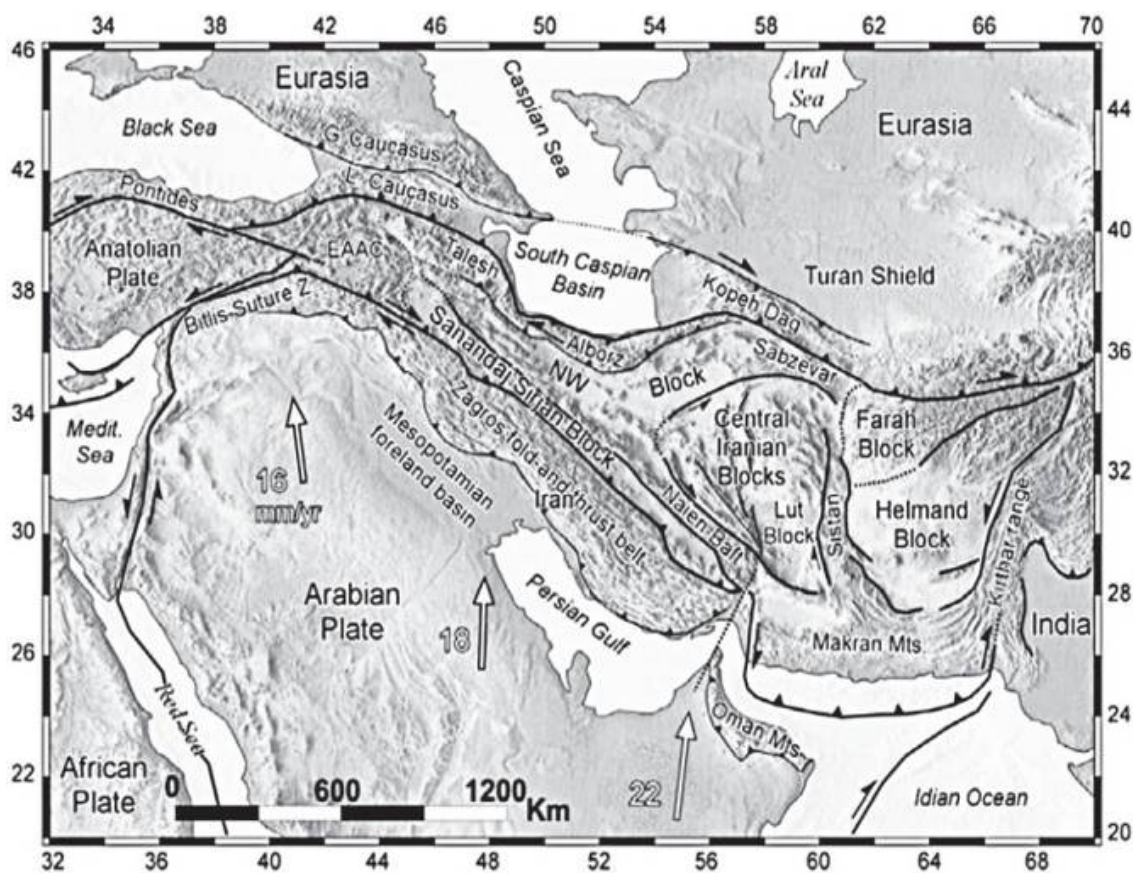 34 38 42 46 50 54 58 62 66 70
46
44
42
40
38
36
34
32
30
28
26
24
22
20
44
40
36
32
28
24
20
32 36 40 44 48 52 56 60 64 68
Eurasia
Caspian Sea
Aral
Sea
Black Sea
G. Caucasus
Eurasia
L. Caucasus
Pontides
Anatolian
Plate
EAAC
Talesh
South Caspian
Basin
Turan Shield
Kopeh Dag
Bitlis Suture Z.
Alborz
Sabzevar
Sanandaj Sirjan Block
NW
Block
Central
Iranian
Blocks
Farah
Block
Medit.
Sea
Zagros fold-and-thrust belt
Mesopotamian
foreland basin
16
mm/yr
Iran
Naien-Baft
Lut
Block
Sistan
Helmand
Block
Kirthar range
Arabian
Plate
Persian Gulf
18
Makran Mts.
India
Red Sea
Oman Mts.
African
Plate
22
Idian Ocean
0 600 1200
Km